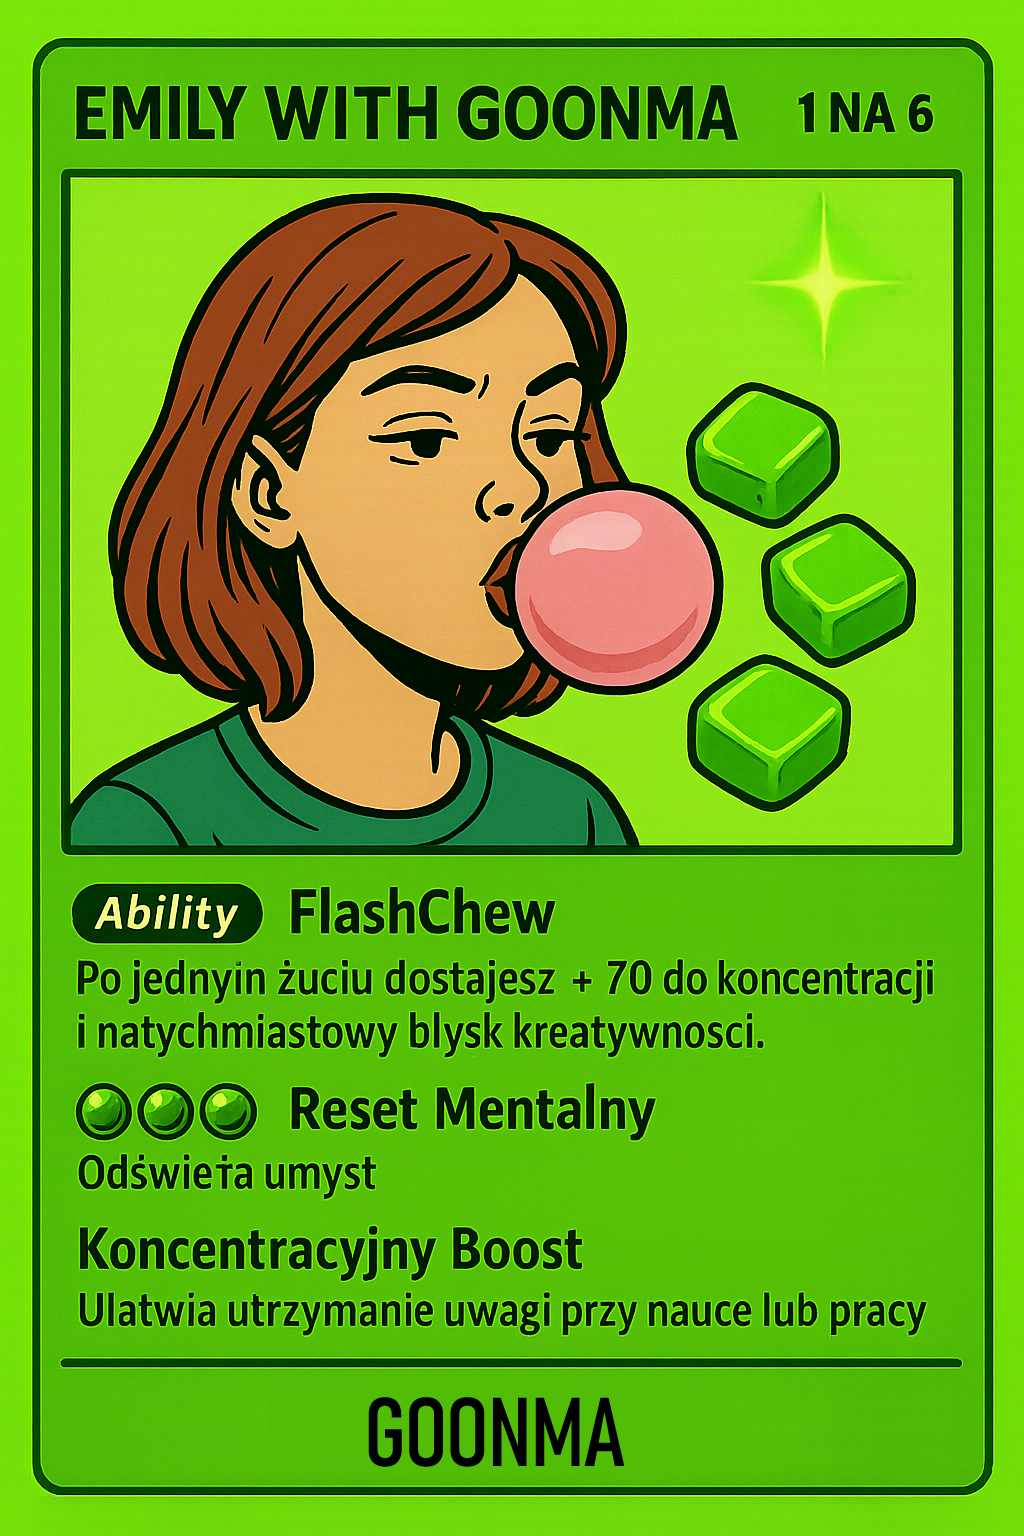 EMILY WITH GOONMA 1 NA 6
Ability FlashChew
Po jednyin żuciu dostajesz + 70 do koncentracji
i natychmiastowy blysk kreatywnosci.
Reset Mentalny
Odświeża umyst
Koncentracyjny Boost
Ulatwia utrzymanie uwagi przy nauce lub pracy
GOONMA